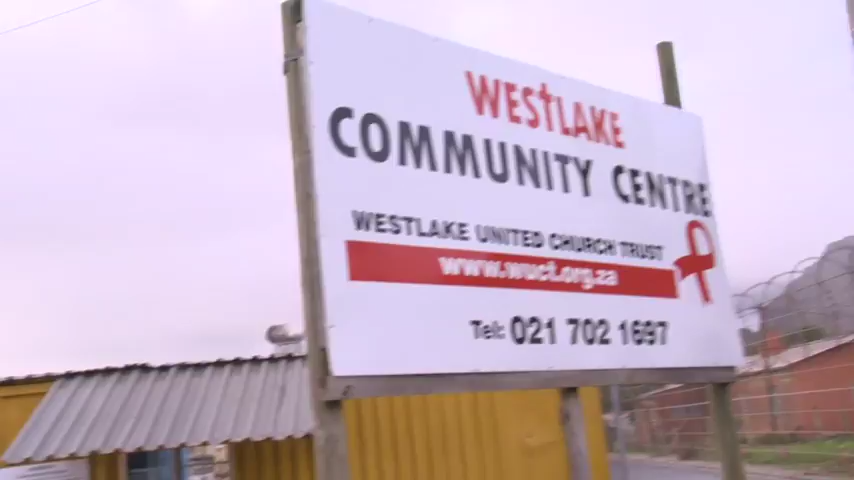 WESTLAKE
COMMUNITY CENTRE
WESTLAKE UNITED CHURCH TRUST
www.wuct.org.za
Tel: 021 702 1697